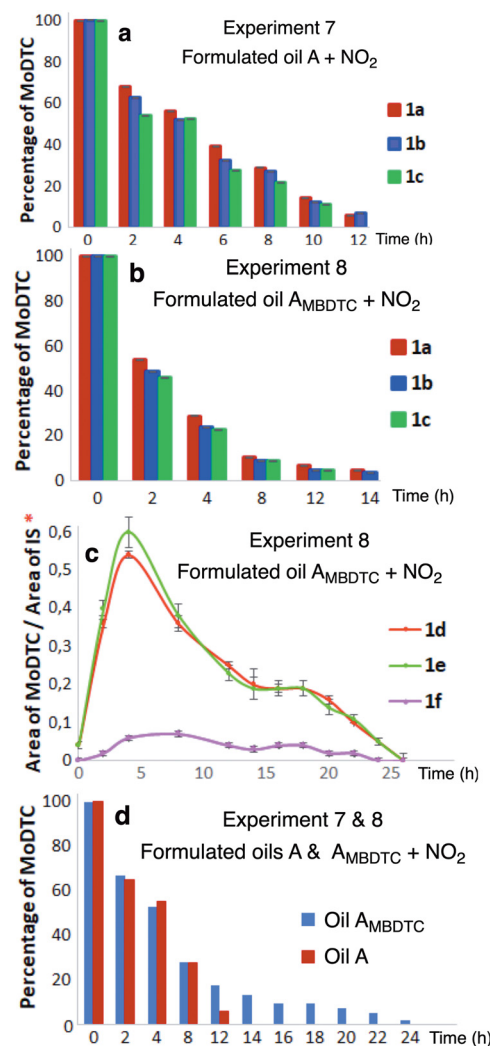 a
Experiment 7
Formulated oil A + NO2
Percentage of MoDTC
100
80
60
40
20
0
1a
1b
1c
0 2 4 6 8 10 12 Time (h)
b
Experiment 8
Formulated oil AMBDTC + NO2
Percentage of MoDTC
100
80
60
40
20
0
1a
1b
1c
0 2 4 8 12 14 Time (h)
c
Experiment 8
Formulated oil AMBDTC + NO2
Area of MoDTC / Area of IS *
0,6
0,5
0,4
0,3
0,2
0,1
0
1d
1e
1f
0 5 10 15 20 25 Time (h)
d
Experiment 7 & 8
Formulated oils A & AMBDTC + NO2
Percentage of MoDTC
100
80
60
40
20
0
Oil AMBDTC
Oil A
0 2 4 8 12 14 16 18 20 22 24 Time (h)